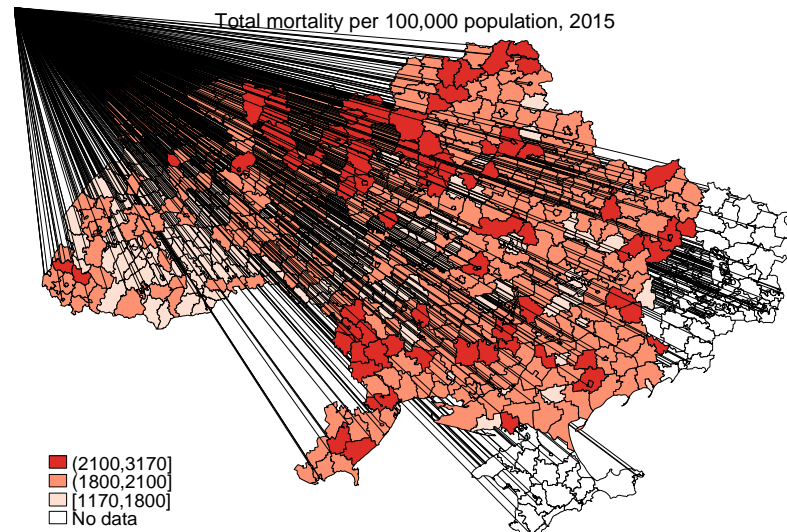 Total mortality per 100,000 population, 2015
(2100,3170]
(1800,2100]
[1170,1800]
No data